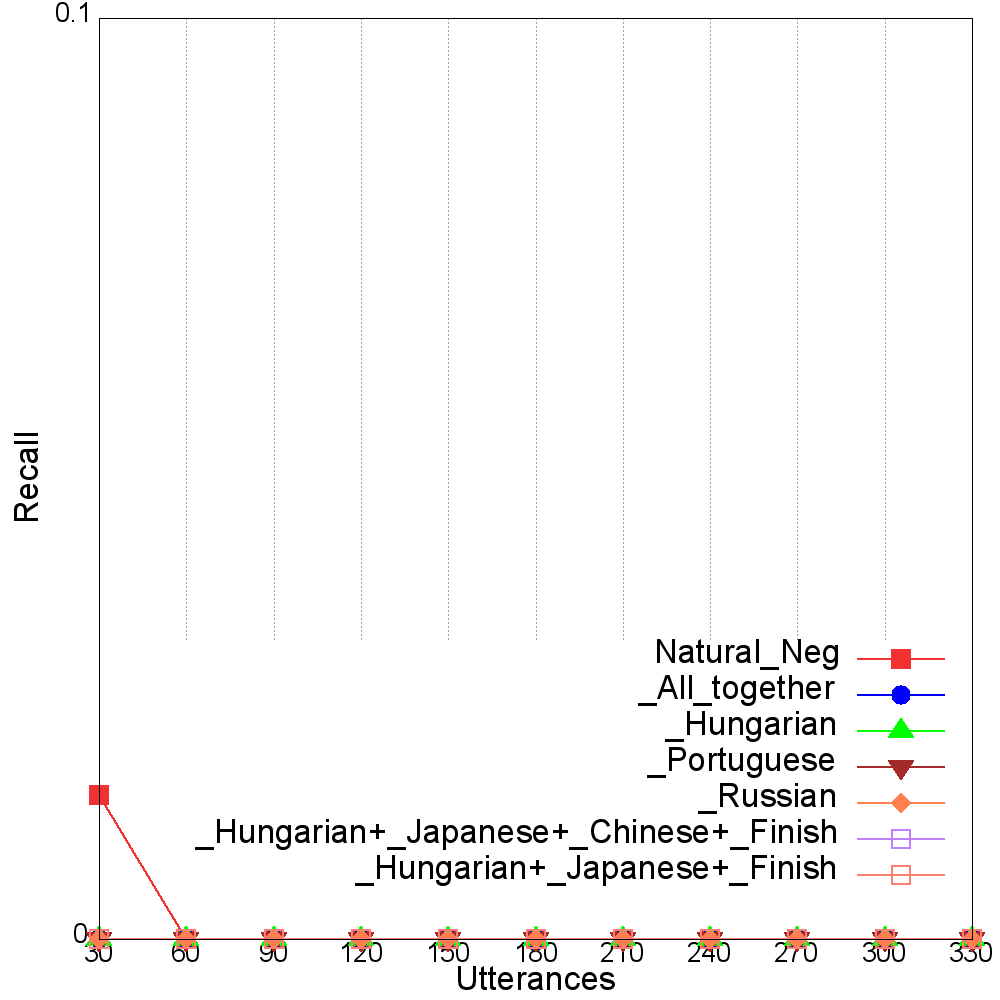 0.1
Recall
Natural_Neg
_All_together
_Hungarian
_Portuguese
_Russian
_Hungarian+_Japanese+_Chinese+_Finish
_Hungarian+_Japanese+_Finish
0
30 60 90 120 150 180 210 240 270 300 330
Utterances